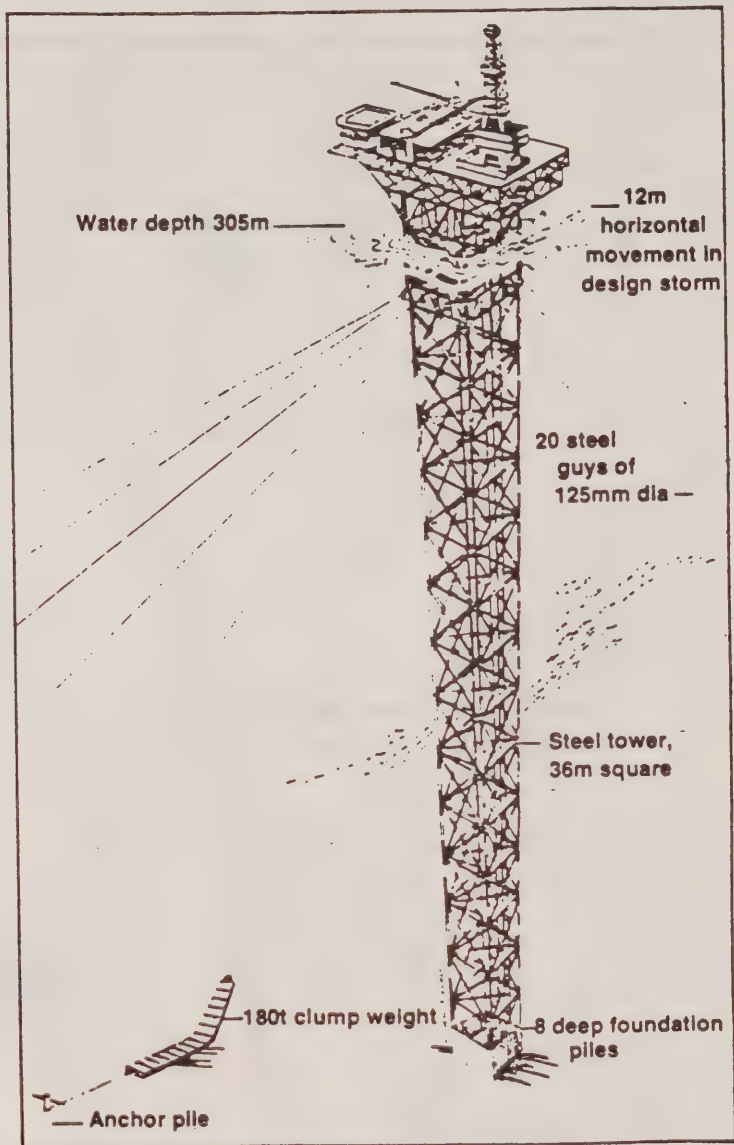 Water depth 305m
12m
horizontal
movement in
design storm
20 steel
guys of
125mm dia
Steel tower,
36m square
180t clump weight
8 deep foundation
piles
Anchor pile